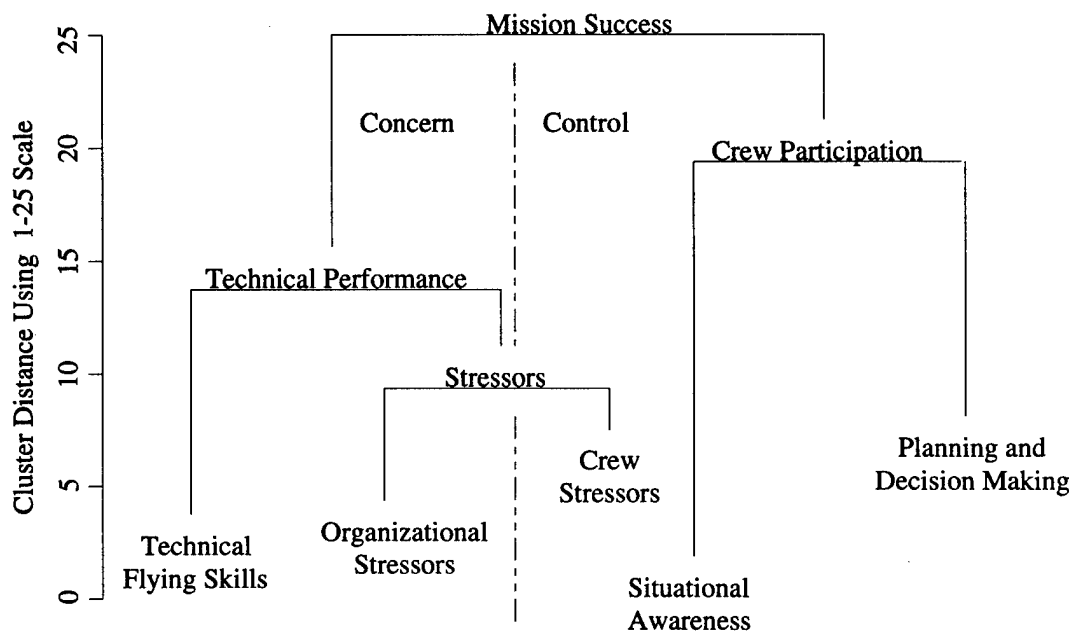 Mission Success
Concern
Control
Crew Participation
Technical Performance
Stressors
Crew
Stressors
Planning and
Decision Making
Organizational
Stressors
Technical
Flying Skills
Situational
Awareness
Cluster Distance Using 1-25 Scale
25
20
15
10
5
0